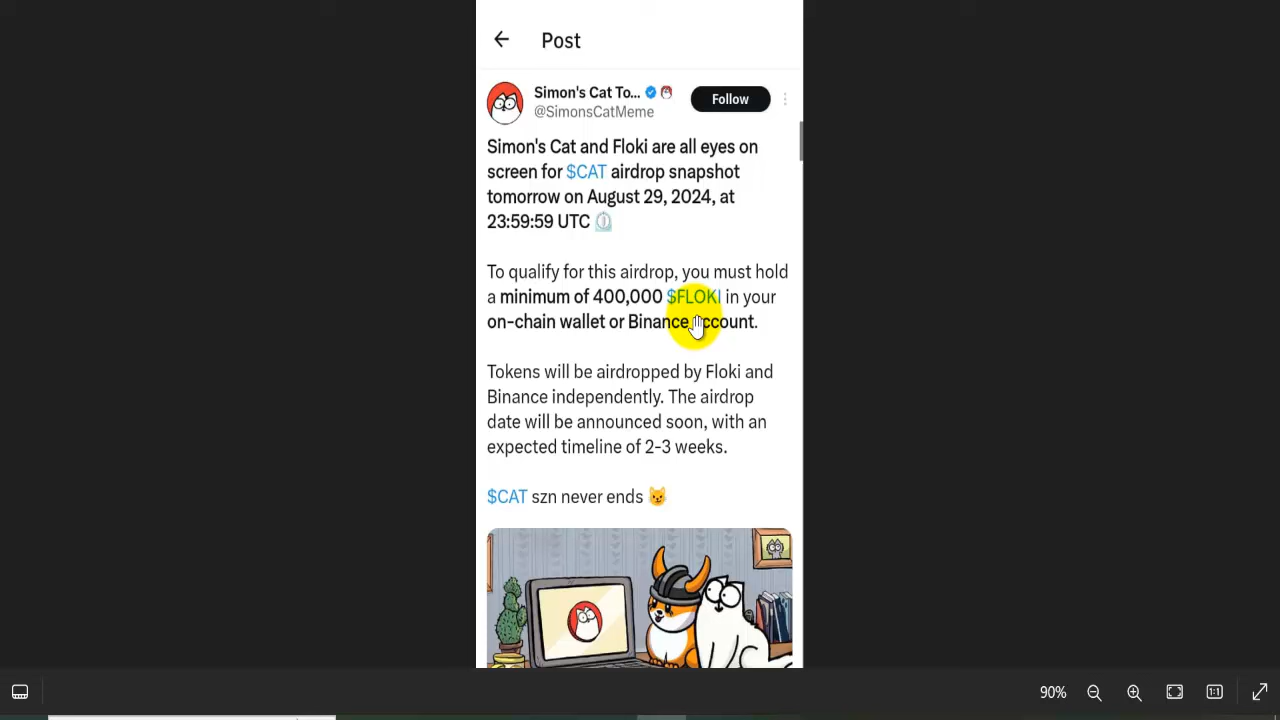 Post
Simon's Cat To...
Follow
@SimonsCatMeme
Simon's Cat and Floki are all eyes on
screen for $CAT airdrop snapshot
tomorrow on August 29, 2024, at
23:59:59 UTC
To qualify for this airdrop, you must hold
a minimum of 400,000 $FLOKI in your
on-chain wallet or Binance account.
Tokens will be airdropped by Floki and
Binance independently. The airdrop
date will be announced soon, with an
expected timeline of 2-3 weeks.
$CAT szn never ends
90%
1:1